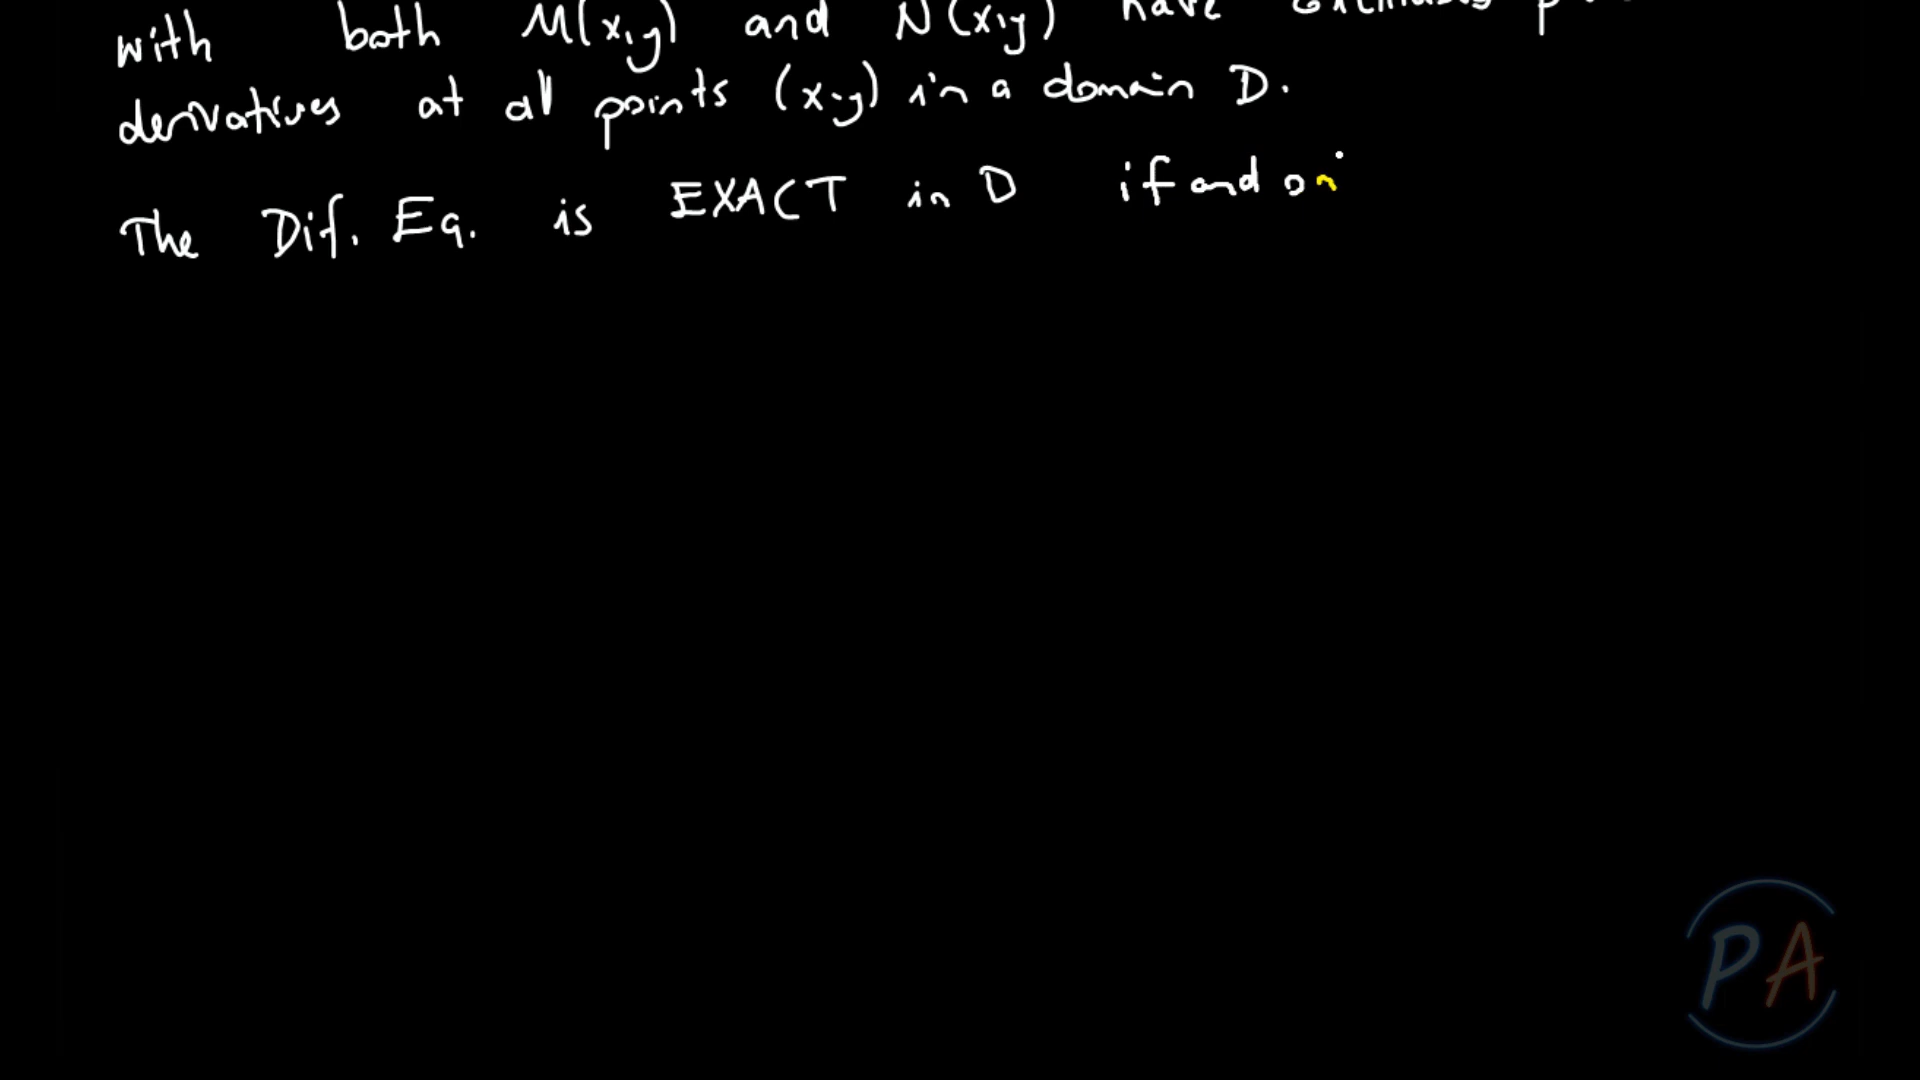 with both M(x,y) and N(x,y) have
derivatives at all points (x,y) in a domain D.
The Dif. Eq. is EXACT in D if and on
PA